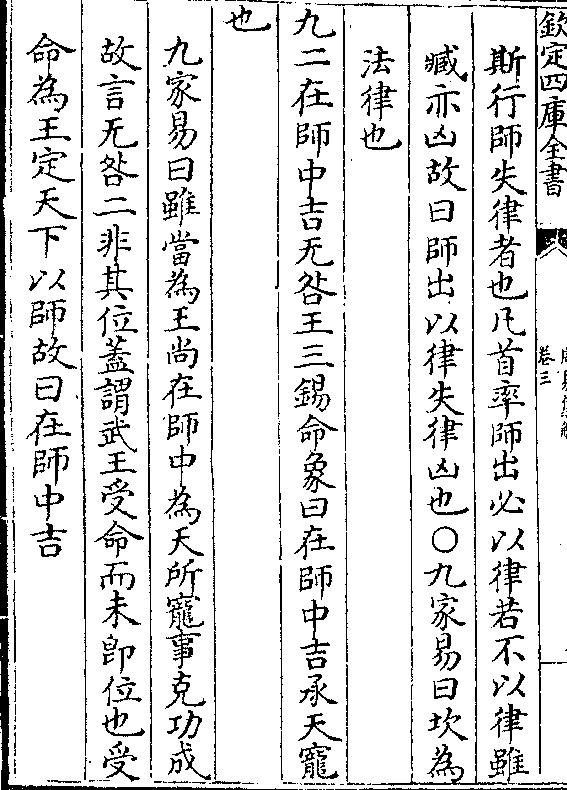 欽定四庫全書
卷三
斯行師失律者也凡首率師出必以律若不以律雖
臧亦凶故曰師出以律失律凶也○九家易曰坎為
法律也
九二在師中吉无咎王三錫命象曰在師中吉承天寵
也
九家易曰雖當為王尚在師中為天所寵事克功成
故言无咎二非其位蓋謂武王受命而未即位也受
命為王定天下以師故曰在師中吉